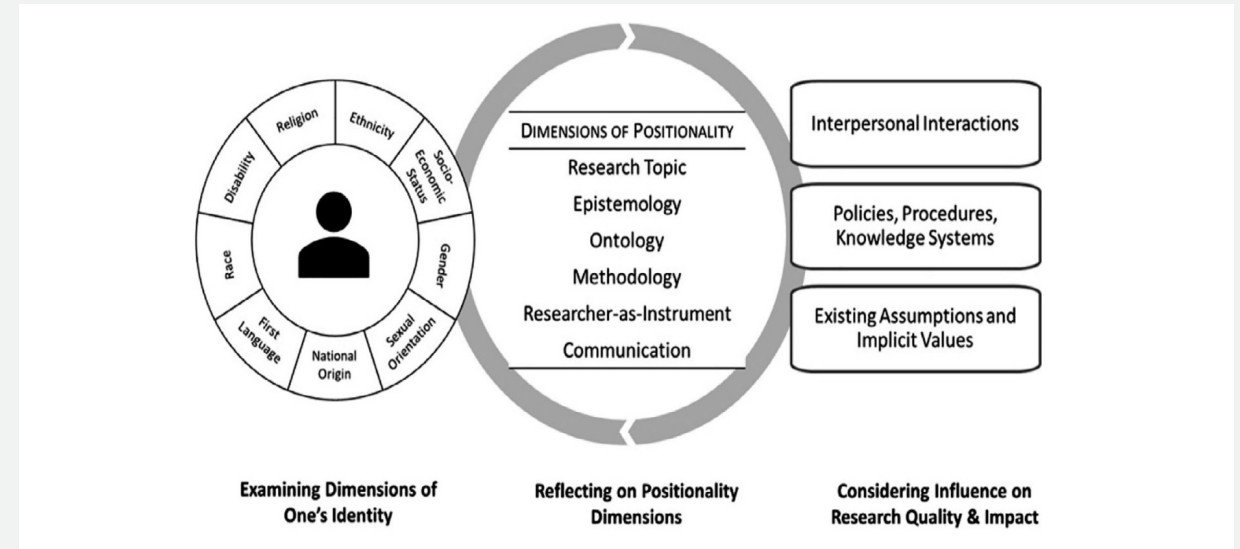 Religion
Ethnicity
Socio-
Economic
Status
Gender
Sexual
Orientation
National
Origin
First
Language
Race
Disability
DIMENSIONS OF POSITIONALITY
Research Topic
Epistemology
Ontology
Methodology
Researcher-as-Instrument
Communication
Interpersonal Interactions
Policies, Procedures,
Knowledge Systems
Existing Assumptions and
Implicit Values
Examining Dimensions of
One's Identity
Reflecting on Positionality
Dimensions
Considering Influence on
Research Quality & Impact